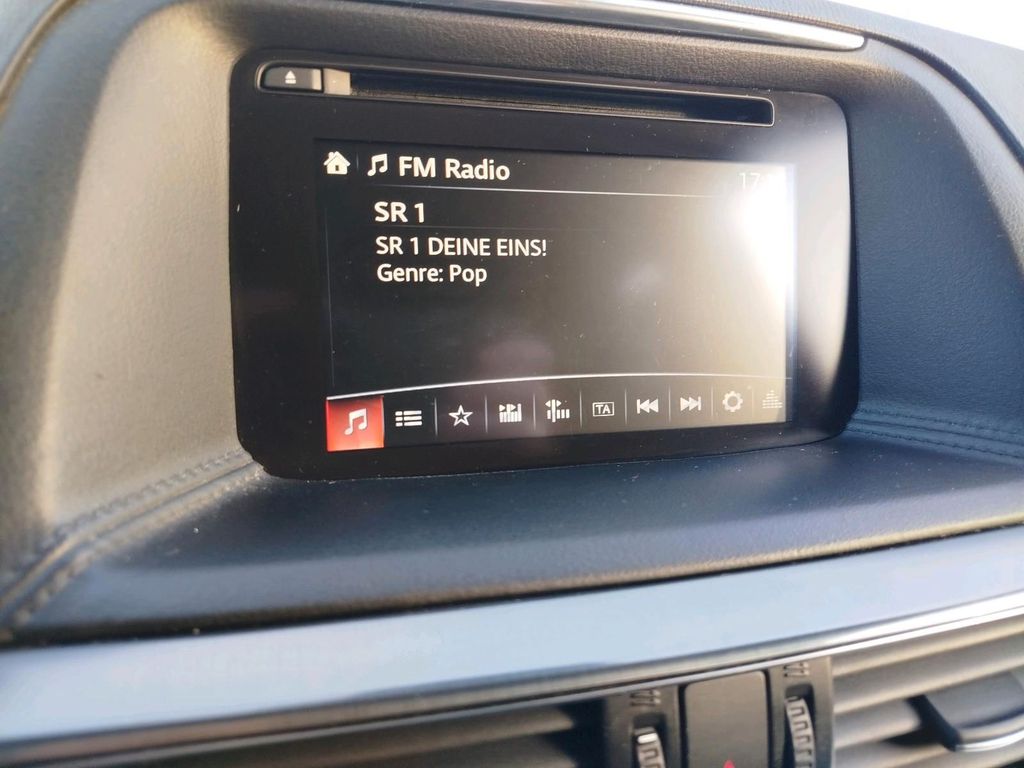 FM Radio
SR 1
SR 1 DEINE EINS!
Genre: Pop
TA